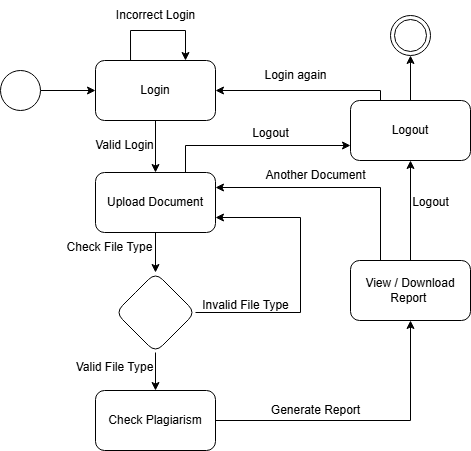 Incorrect Login
Login
Login again
Logout
Valid Login
Logout
Upload Document
Another Document
Logout
Check File Type
Invalid File Type
View / Download
Report
Valid File Type
Check Plagiarism
Generate Report